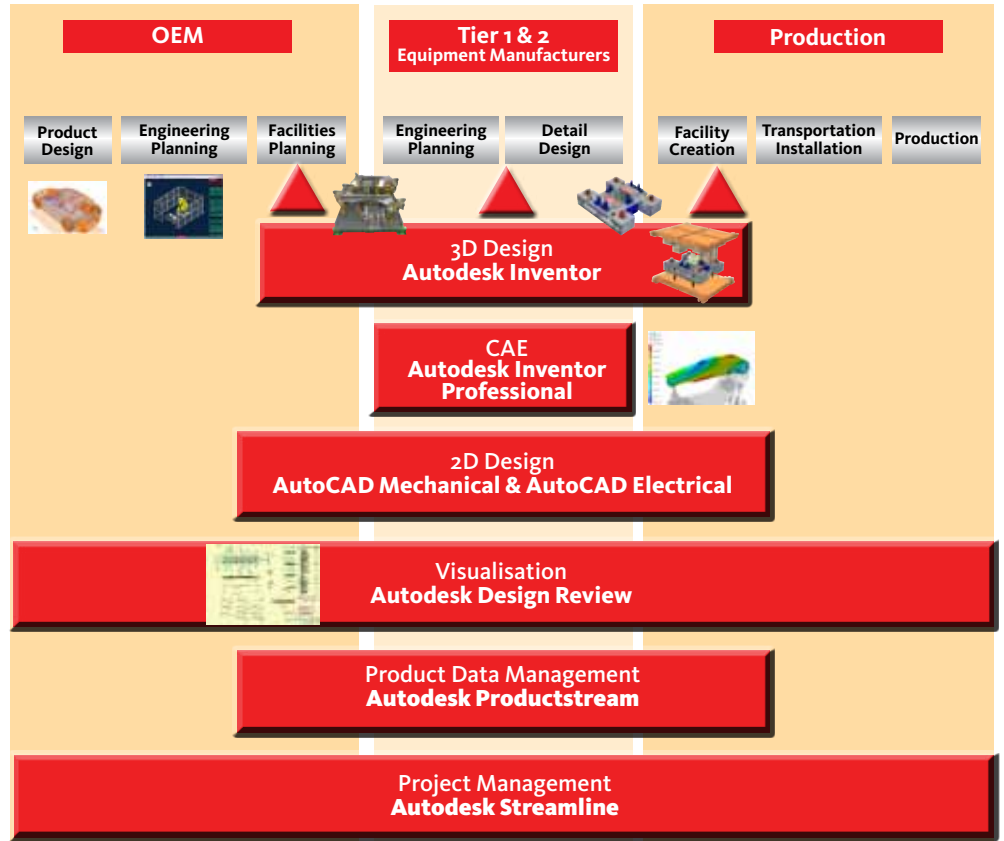 OEM
Tier 1 & 2
Equipment Manufacturers
Production
Product
Design
Engineering
Planning
Facilities
Planning
Engineering
Planning
Detail
Design
Facility
Creation
Transportation
Installation
Production
3D Design
Autodesk Inventor
CAE
Autodesk Inventor
Professional
2D Design
AutoCAD Mechanical & AutoCAD Electrical
Visualisation
Autodesk Design Review
Product Data Management
Autodesk Productstream
Project Management
Autodesk Streamline